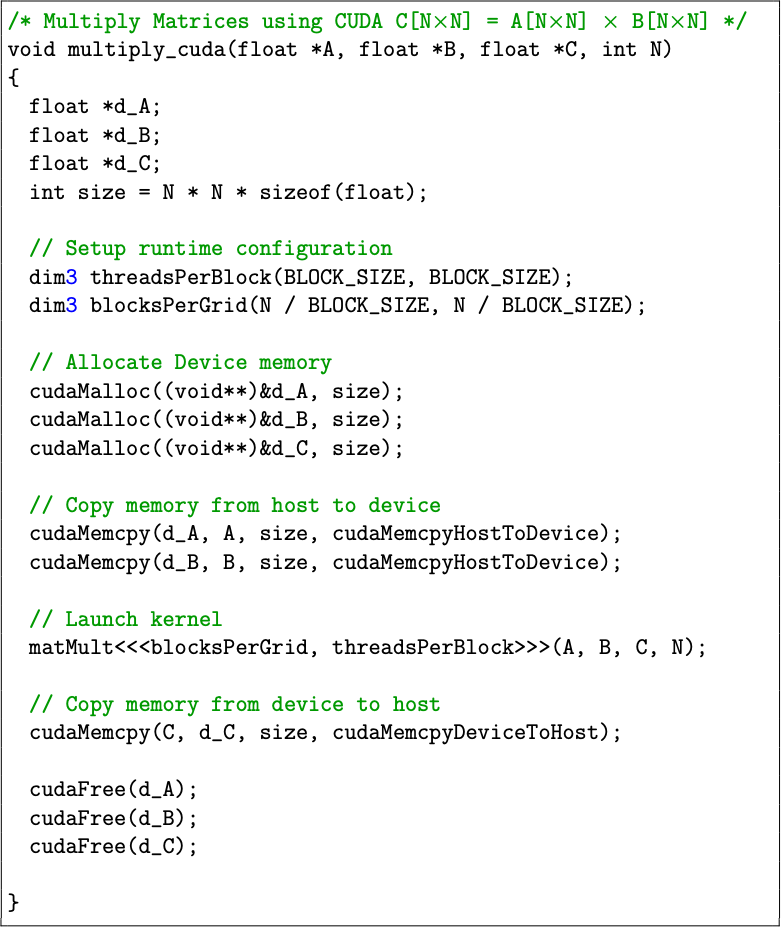 /* Multiply Matrices using CUDA C[N×N] = A[N×N] × B[N×N] */
void multiply_cuda(float *A, float *B, float *C, int N)
{
float *d_A;
float *d_B;
float *d_C;
int size = N * N * sizeof(float);
// Setup runtime configuration
dim3 threadsPerBlock(BLOCK_SIZE, BLOCK_SIZE);
dim3 blocksPerGrid(N / BLOCK_SIZE, N / BLOCK_SIZE);
// Allocate Device memory
cudaMalloc((void**)&d_A, size);
cudaMalloc((void**)&d_B, size);
cudaMalloc((void**)&d_C, size);
// Copy memory from host to device
cudaMemcpy(d_A, A, size, cudaMemcpyHostToDevice);
cudaMemcpy(d_B, B, size, cudaMemcpyHostToDevice);
// Launch kernel
matMult<<<blocksPerGrid, threadsPerBlock>>>(A, B, C, N);
// Copy memory from device to host
cudaMemcpy(C, d_C, size, cudaMemcpyDeviceToHost);
cudaFree(d_A);
cudaFree(d_B);
cudaFree(d_C);
}